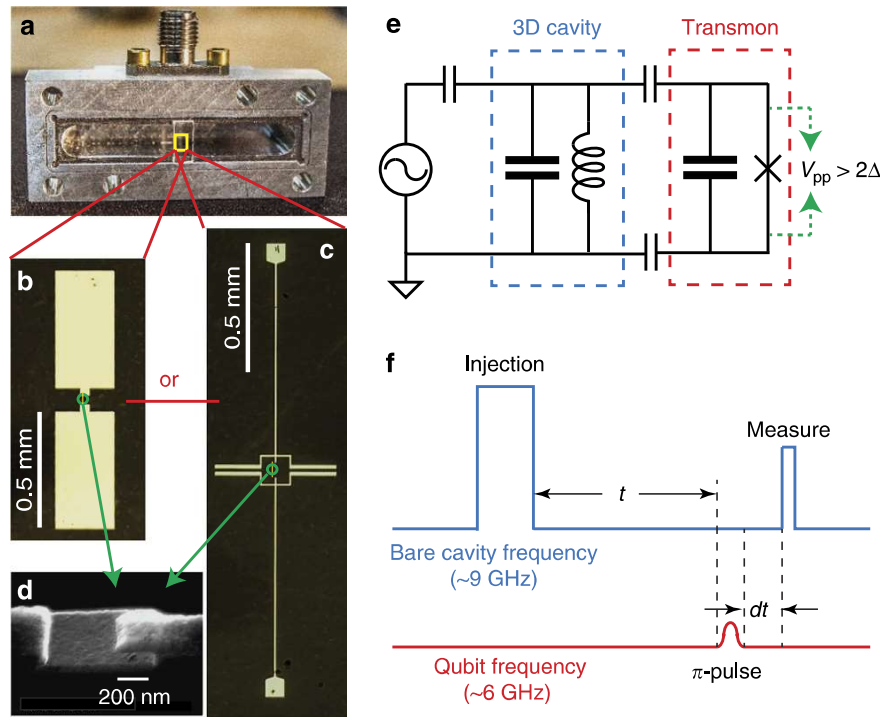 a
b
0.5 mm
or
c
0.5 mm
d
200 nm
e
3D cavity
Transmon
V_pp > 2Δ
f
Injection
Measure
t
Bare cavity frequency
(~9 GHz)
dt
Qubit frequency
(~6 GHz)
π-pulse